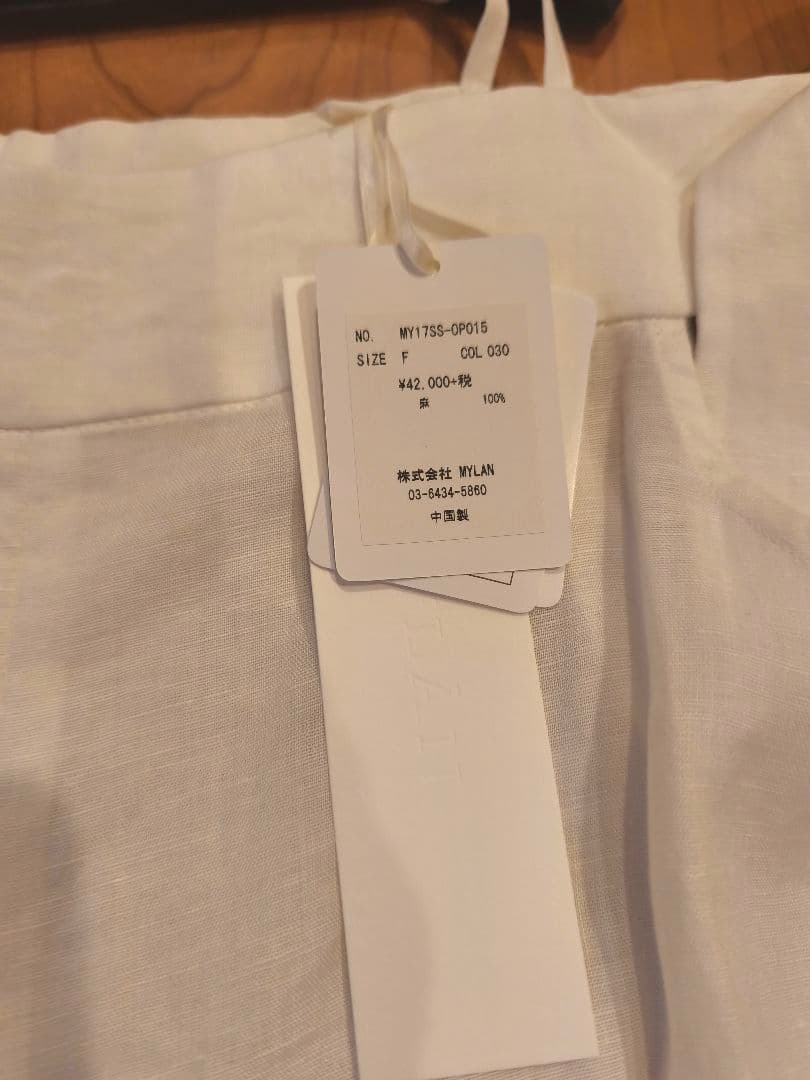 NO. MY17SS-OP015
SIZE F COL 030
¥42,000+税
麻 100%
株式会社 MYLAN
03-6434-5860
中国製